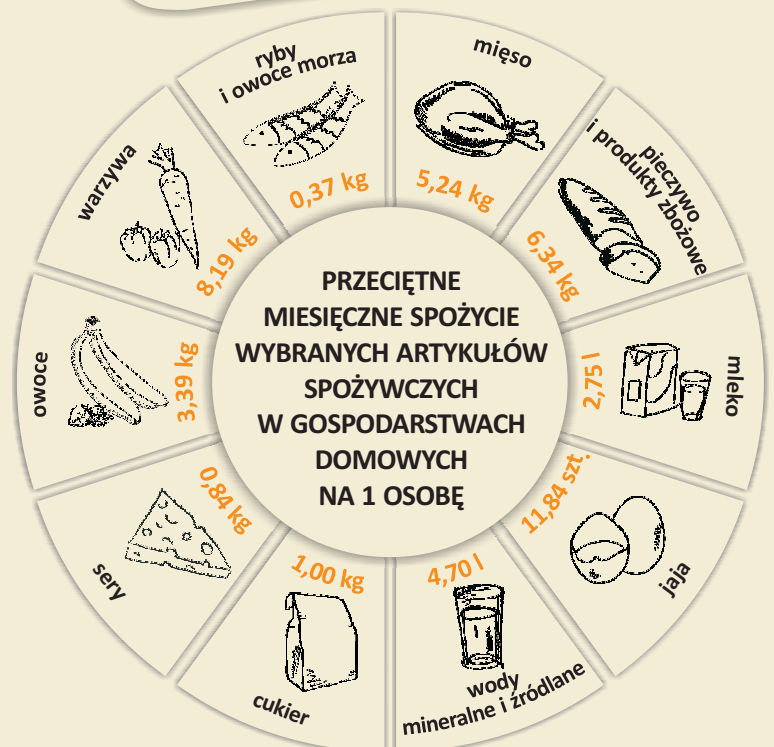 PRZECIĘTNE
MIESIĘCZNE SPOŻYCIE
WYBRANYCH ARTYKUŁÓW
SPOŻYWCZYCH
W GOSPODARSTWACH
DOMOWYCH
NA 1 OSOBĘ
mięso
5,24 kg
pieczywo
i produkty zbożowe
6,34 kg
mleko
2,75 l
jaja
11,84 szt.
wody
mineralne i źródlane
4,70 l
cukier
1,00 kg
sery
0,84 kg
owoce
3,39 kg
warzywa
8,19 kg
ryby
i owoce morza
0,37 kg